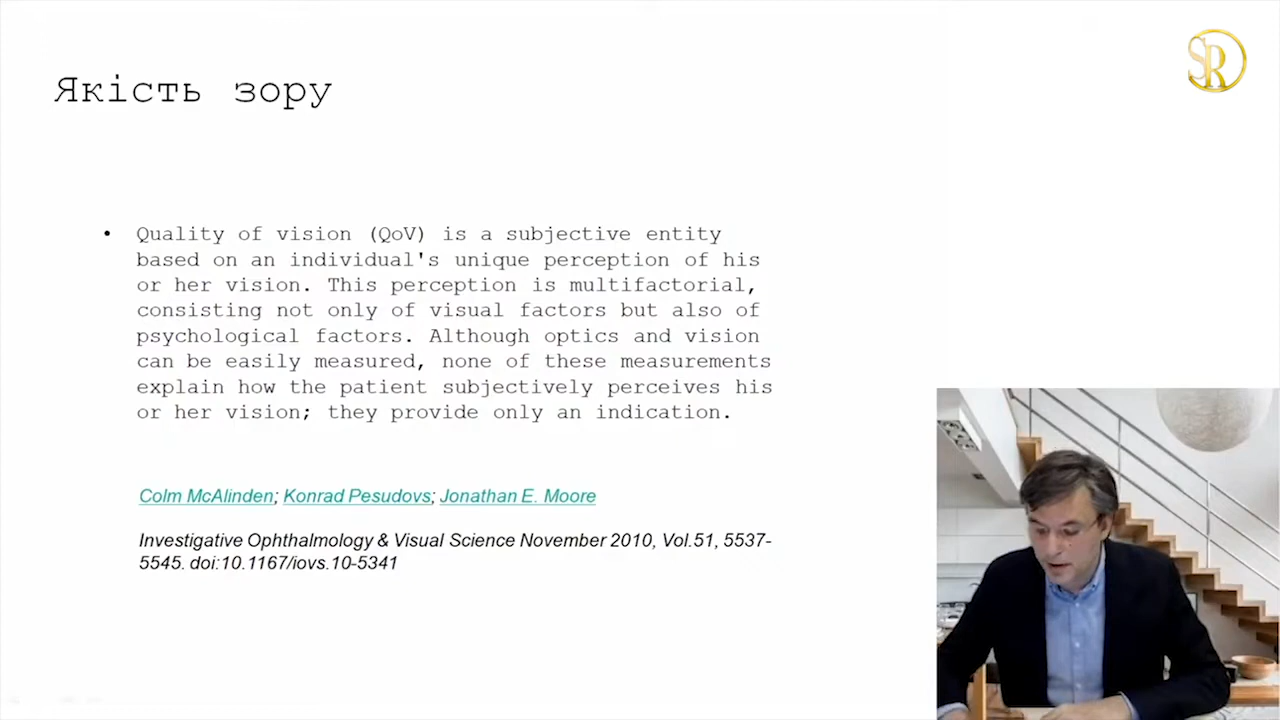 Якість зору
SR
• Quality of vision (QoV) is a subjective entity
based on an individual's unique perception of his
or her vision. This perception is multifactorial,
consisting not only of visual factors but also of
psychological factors. Although optics and vision
can be easily measured, none of these measurements
explain how the patient subjectively perceives his
or her vision; they provide only an indication.
Colm McAlinden; Konrad Pesudovs; Jonathan E. Moore
Investigative Ophthalmology & Visual Science November 2010, Vol.51, 5537-
5545. doi:10.1167/iovs.10-5341